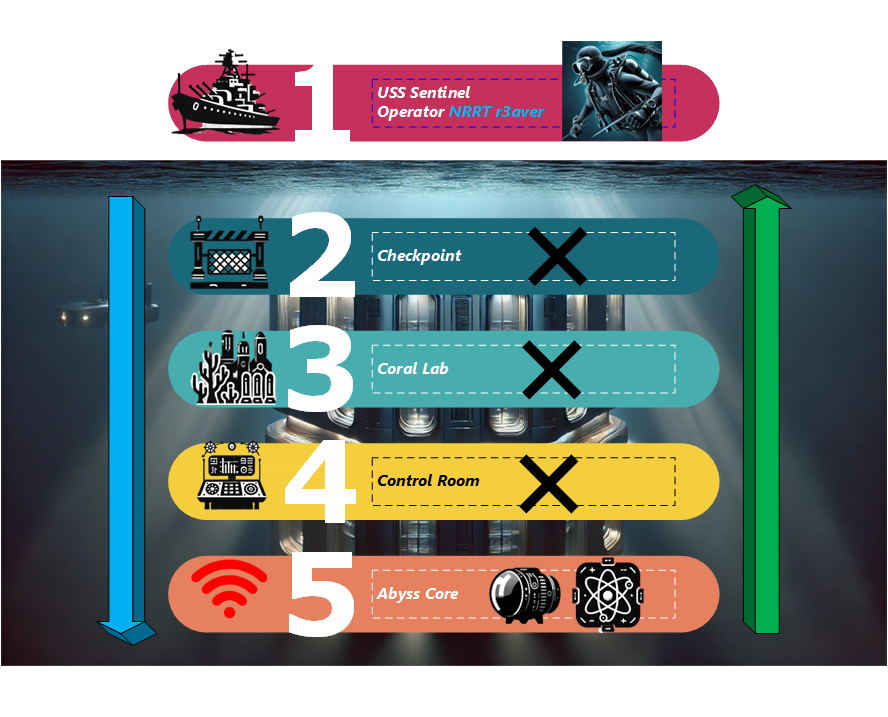 1
USS Sentinel
Operator NRRT r3aver
2
Checkpoint
3
Coral Lab
4
Control Room
5
Abyss Core